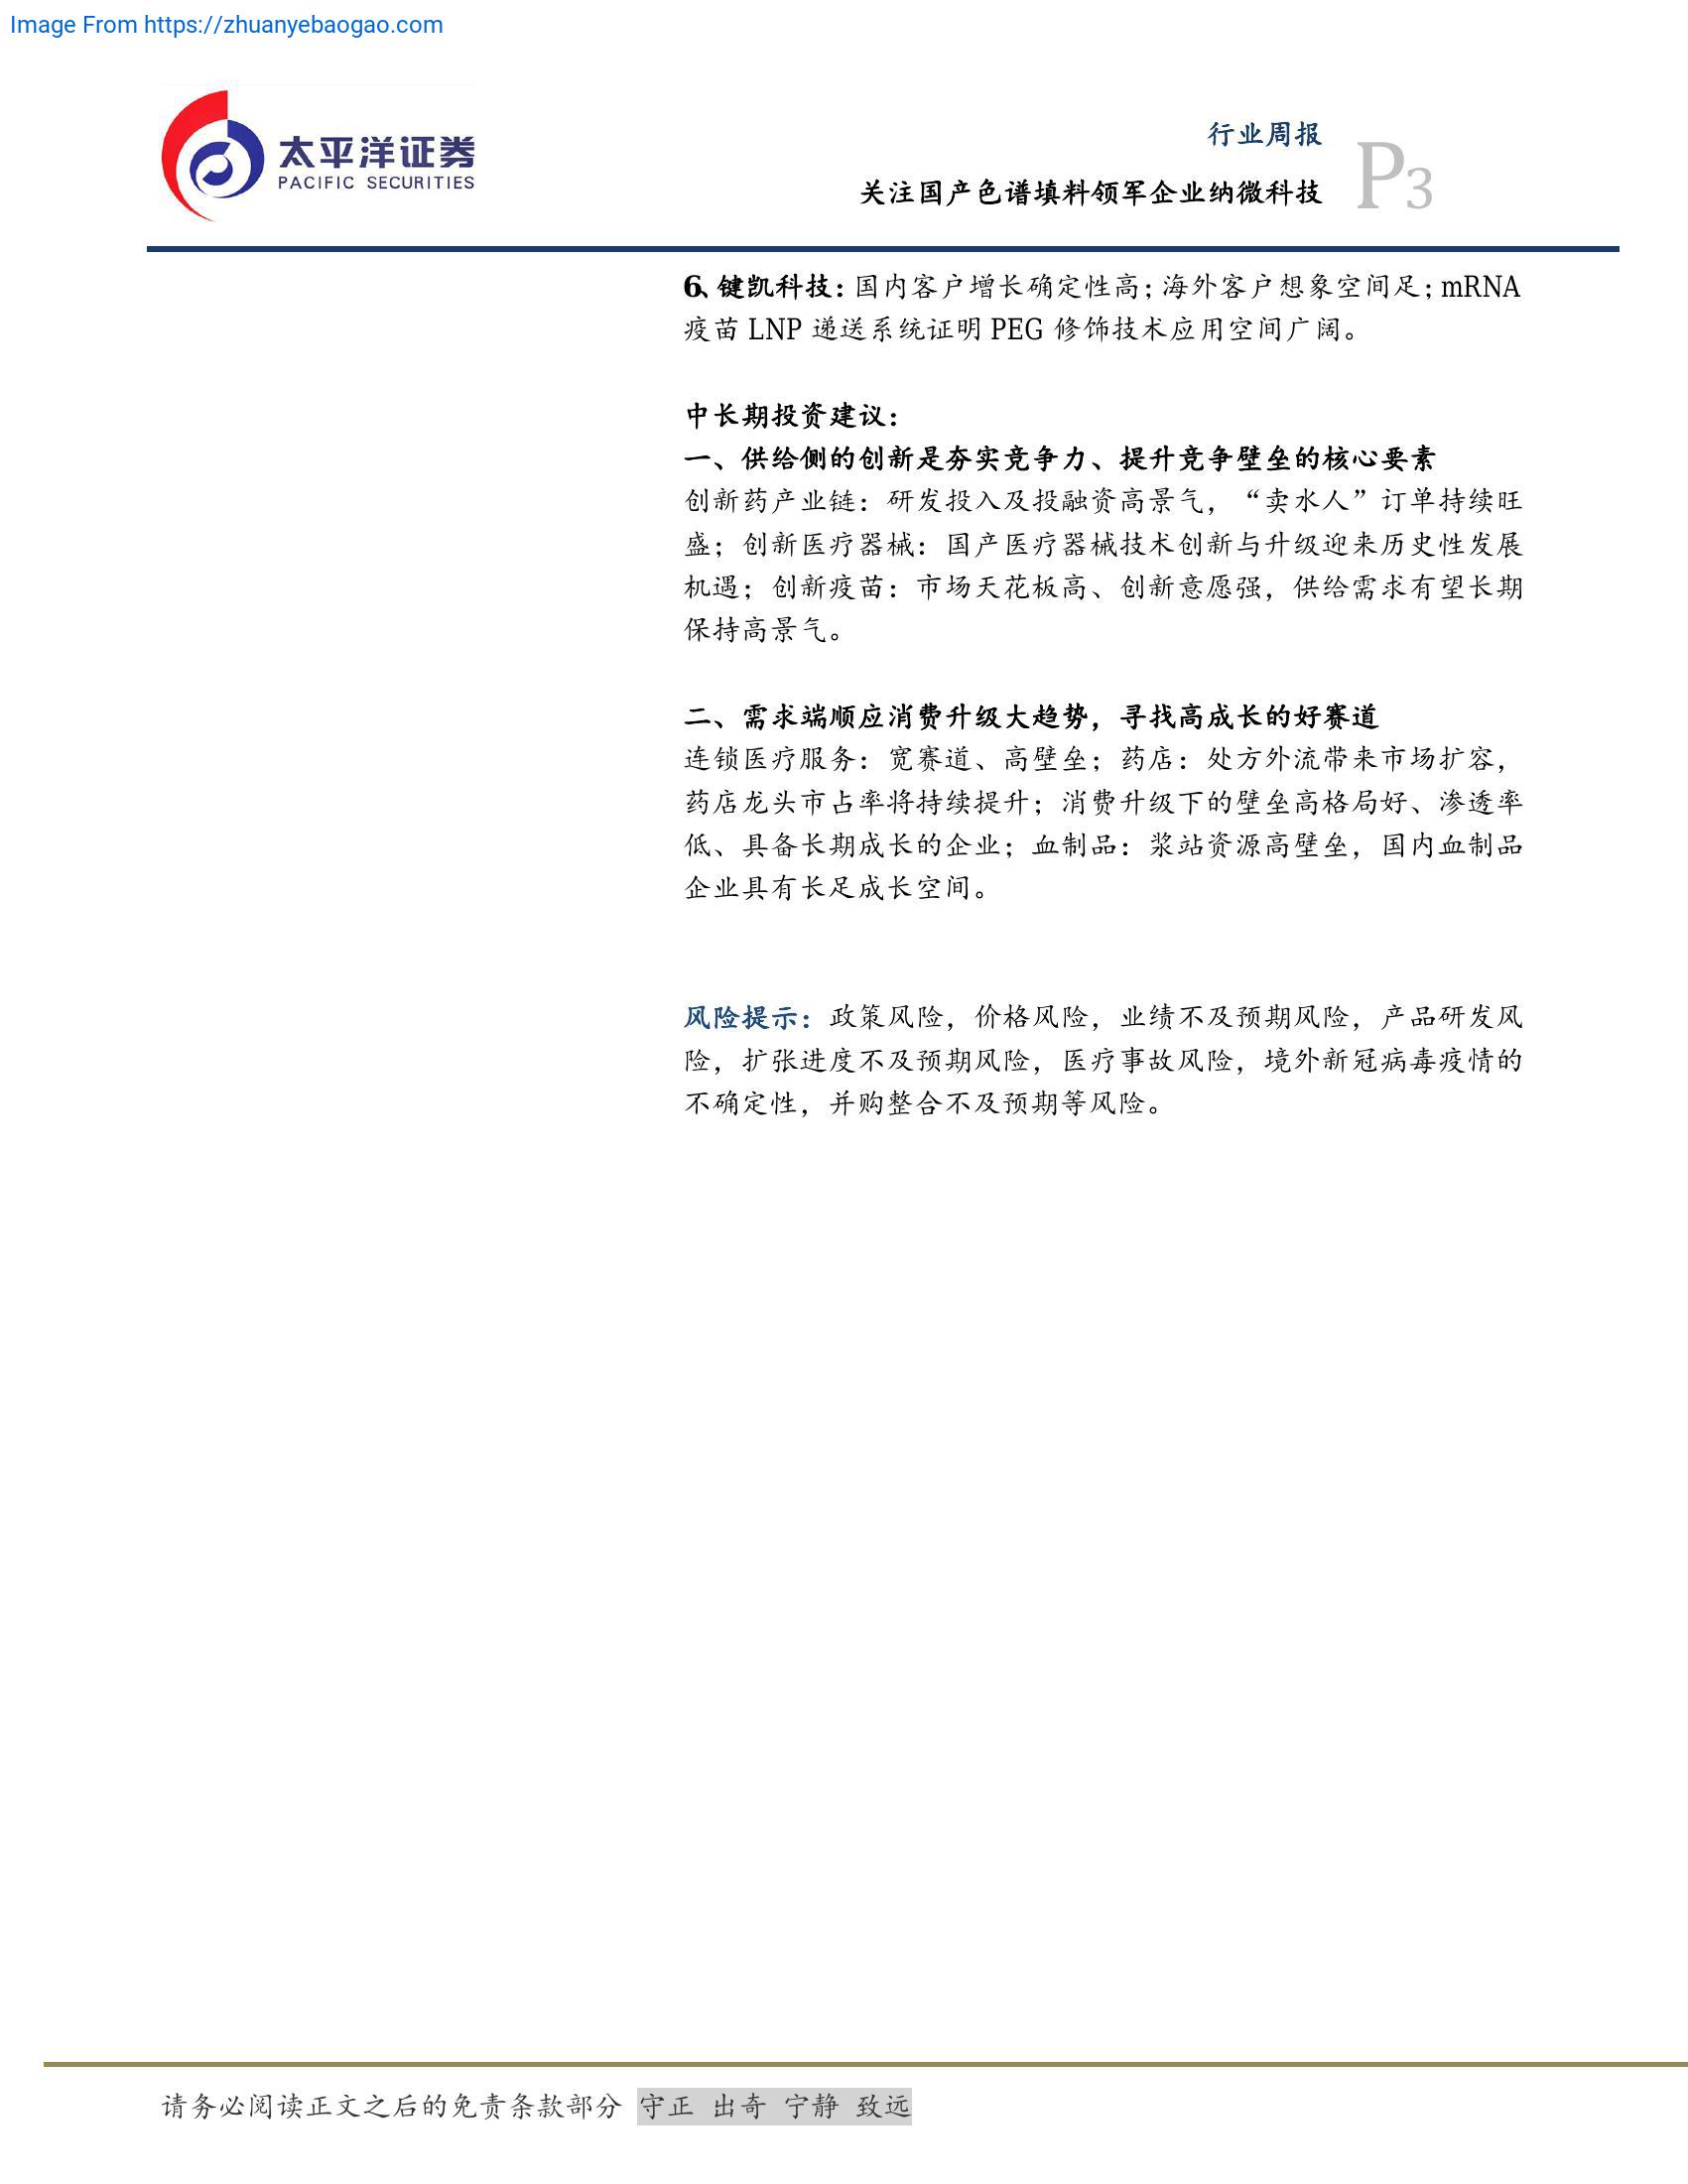 Image From https://zhuanyebaogao.com
太平洋证券
PACIFIC SECURITIES
行业周报
关注国产色谱填料领军企业纳微科技
P3
6、键凯科技：国内客户增长确定性高；海外客户想象空间足；mRNA
疫苗 LNP 递送系统证明 PEG 修饰技术应用空间广阔。
中长期投资建议：
一、供给侧的创新是夯实竞争力、提升竞争壁垒的核心要素
创新药产业链：研发投入及投融资高景气，“卖水人”订单持续旺
盛；创新医疗器械：国产医疗器械技术创新与升级迎来历史性发展
机遇；创新疫苗：市场天花板高、创新意愿强，供给需求有望长期
保持高景气。
二、需求端顺应消费升级大趋势，寻找高成长的好赛道
连锁医疗服务：宽赛道、高壁垒；药店：处方外流带来市场扩容，
药店龙头市占率将持续提升；消费升级下的壁垒高格局好、渗透率
低、具备长期成长的企业；血制品：浆站资源高壁垒，国内血制品
企业具有长足成长空间。
风险提示：政策风险，价格风险，业绩不及预期风险，产品研发风
险，扩张进度不及预期风险，医疗事故风险，境外新冠病毒疫情的
不确定性，并购整合不及预期等风险。
请务必阅读正文之后的免责条款部分 守正 出奇 宁静 致远